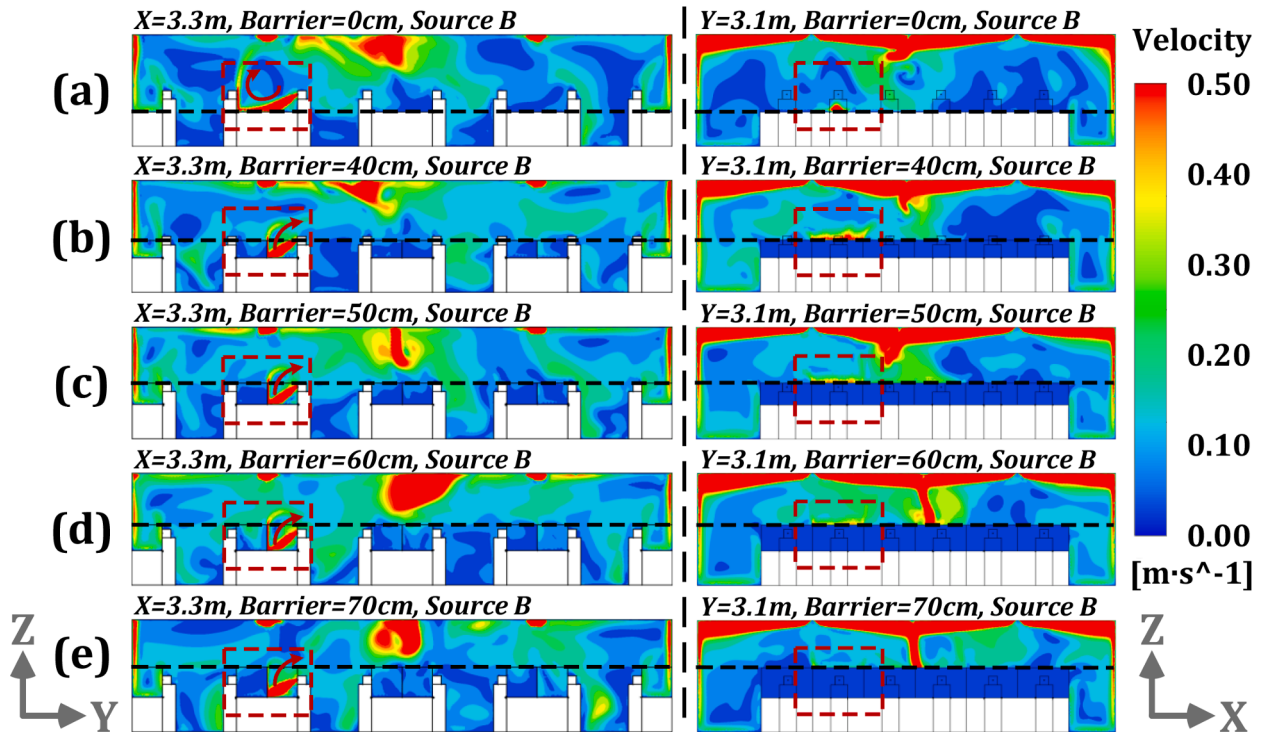 X=3.3m, Barrier=0cm, Source B
Y=3.1m, Barrier=0cm, Source B
Velocity
(a)
0.50
X=3.3m, Barrier=40cm, Source B
Y=3.1m, Barrier=40cm, Source B
0.40
(b)
0.30
X=3.3m, Barrier=50cm, Source B
Y=3.1m, Barrier=50cm, Source B
(c)
0.20
X=3.3m, Barrier=60cm, Source B
Y=3.1m, Barrier=60cm, Source B
0.10
(d)
0.00
[m·s^-1]
X=3.3m, Barrier=70cm, Source B
Y=3.1m, Barrier=70cm, Source B
(e)
Z
Y
Z
X